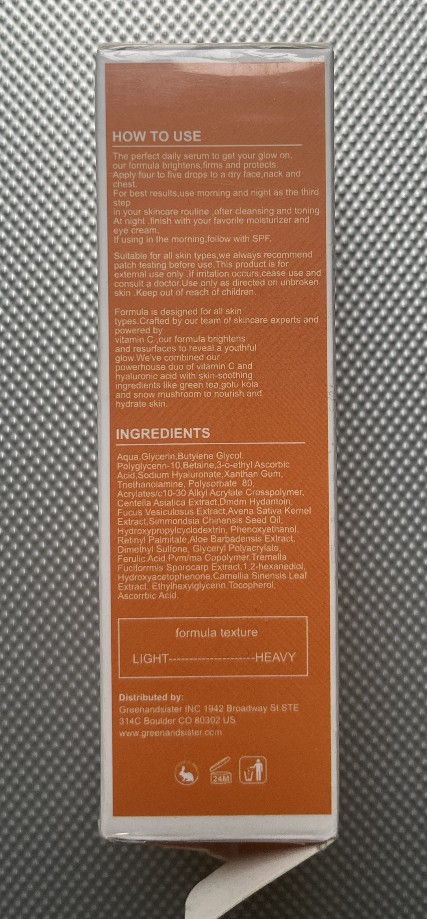 HOW TO USE
The perfect daily serum to get your glow on,
our formula brightens,firms and protects.
Apply faur to five drops to a dry face,nack and
chest.
For best results,use morning and night as the third
step
in your skincare routine ,ofter cleansing and toning
At night ,finish with your favorite moisturizer and
eye cream.
If using in the morning,follow with SPF.
Suitable for all skin types,we always recommend
patch testing before use.This product is for
external use only .If irritation occurs,cease use and
consult a doctor.Use only as directed on unbroken
skin .Keep out of reach of children.
Formula is designed for all skin
types.Crafted by our team of skincare experts and
powered by
vitamin C ,our formula brightens
and resurfaces to reveal a youthful
glow.We've combined our
powerhouse duo of vitamin C and
hyaluronic acid with skin-soothing
ingredients like green tea,gotu kola
and snow mushroom to nourish and
hydrate skin.
INGREDIENTS
Aqua,Glycerin,Butylene Glycol,
Polyglycerin-10,Betaine,3-o-ethyl Ascorbic
Acid,Sodium Hyaluronate,Xanthan Gum,
Triethanolamine, Polysorbate 80,
Acrylates/c10-30 Alkyl Acrylate Crosspolymer,
Centella Asiatica Extract,Dmdm Hydantoin,
Fucus Vesiculosus Extract,Avena Sativa Kernel
Extract,Simmondsia Chinensis Seed Oil,
Hydroxypropylcyclodextrin, Phenoxyethanol,
Retinyl Palmitate,Aloe Barbadensis Extract,
Dimethyl Sulfone, Glyceryl Polyacrylate,
Ferulic Acid,Pvm/ma Copolymer,Tremella
Fuciformis Sporocarp Extract,1,2-hexanediol,
Hydroxyacetophenone,Camellia Sinensis Leaf
Extract, Ethylhexylglycerin,Tocopherol,
Ascorrbic Acid.
formula texture
LIGHT---------------------HEAVY
Distributed by:
Greenandsister INC 1942 Broadway St.STE
314C Boulder CO 80302 US
www.greenandsister.com
24M